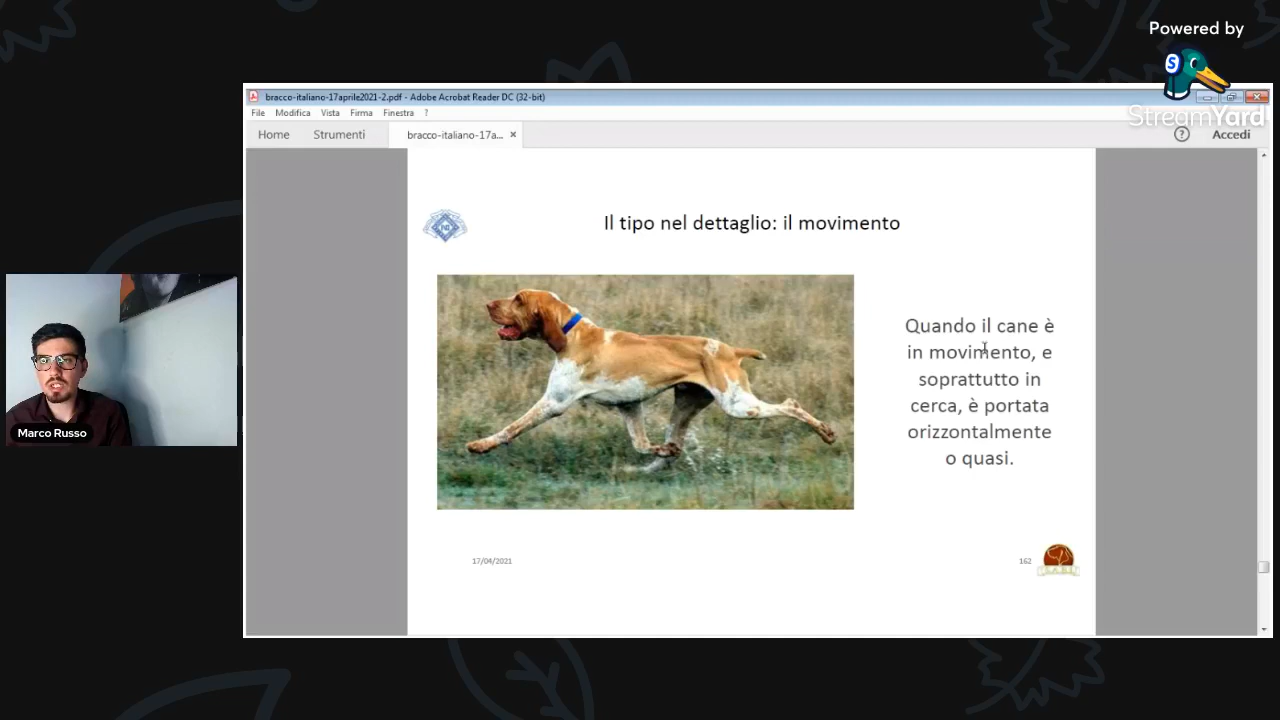 Powered by
StreamYard
bracco-italiano-17aprile2021-2.pdf - Adobe Acrobat Reader DC (32-bit)
File Modifica Vista Firma Finestra ?
Home Strumenti bracco-italiano-17a... × ? Accedi
Il tipo nel dettaglio: il movimento
Quando il cane è
in movimento, e
soprattutto in
cerca, è portata
orizzontalmente
o quasi.
Marco Russo
17/04/2021
162